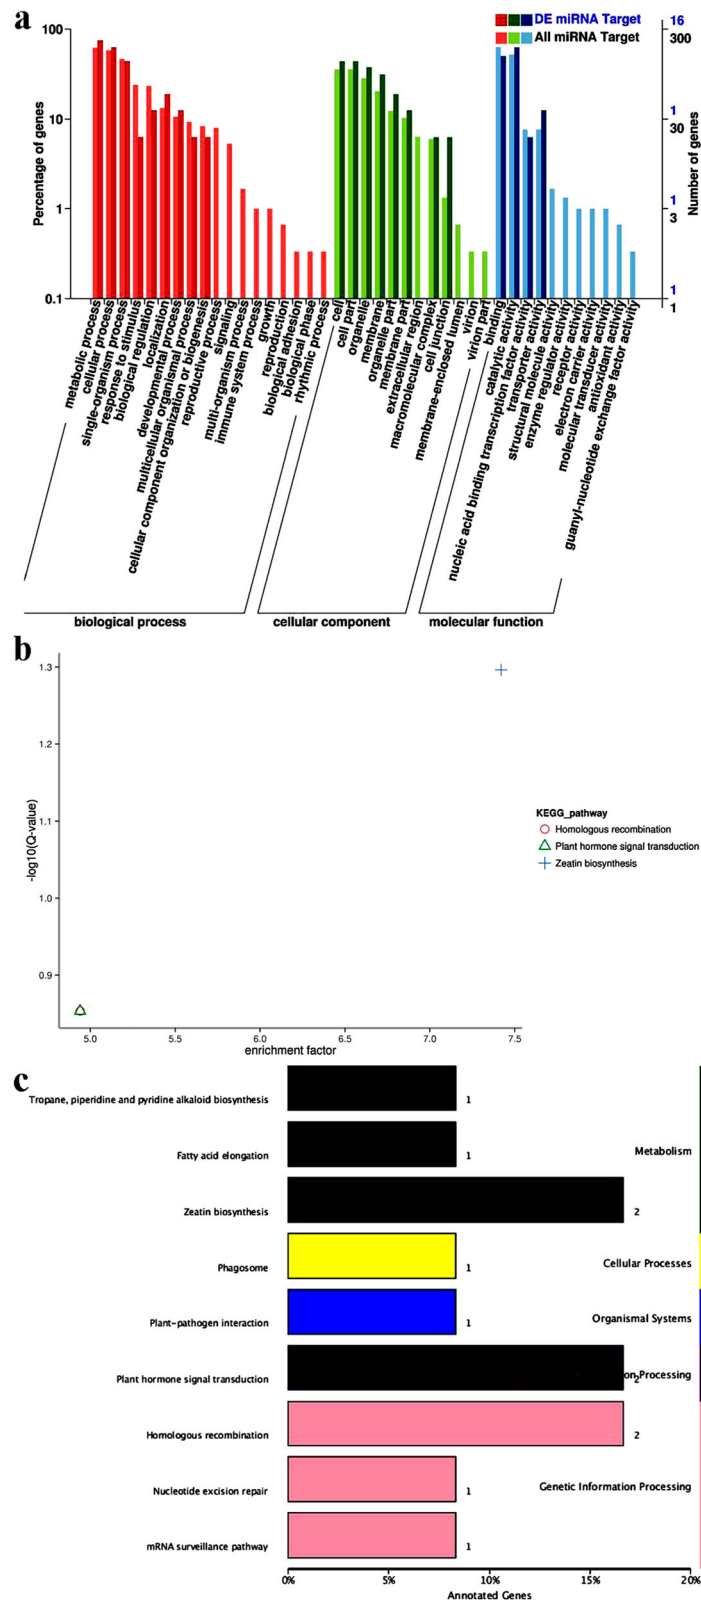 a
DE miRNA Target
All miRNA Target
16
300
100
10
1
0.1
1
30
1
3
1
1
Percentage of genes
Number of genes
metabolic process
cellular process
single-organism process
response to stimulus
biological regulation
localization
developmental process
multicellular organismal process
cellular component organization or biogenesis
reproductive process
signaling
multi-organism process
immune system process
growth
reproduction
biological adhesion
biological phase
rhythmic process
cell
cell part
organelle
membrane
organelle part
membrane part
extracellular region
macromolecular complex
cell junction
membrane-enclosed lumen
virion
virion part
binding
catalytic activity
nucleic acid binding transcription factor activity
transporter activity
structural molecule activity
enzyme regulator activity
receptor activity
electron carrier activity
molecular transducer activity
antioxidant activity
guanyl-nucleotide exchange factor activity
biological process
cellular component
molecular function
b
1.3
1.2
1.1
1.0
0.9
-log10(Q-value)
5.0 5.5 6.0 6.5 7.0 7.5
enrichment factor
KEGG_pathway
Homologous recombination
Plant hormone signal transduction
Zeatin biosynthesis
c
Tropane, piperidine and pyridine alkaloid biosynthesis 1
Fatty acid elongation 1
Metabolism
Zeatin biosynthesis 2
Phagosome 1 Cellular Processes
Plant-pathogen interaction 1 Organismal Systems
Plant hormone signal transduction 2 Processing
Homologous recombination 2
Nucleotide excision repair 1 Genetic Information Processing
mRNA surveillance pathway 1
0% 5% 10% 15% 20%
Annotated Genes